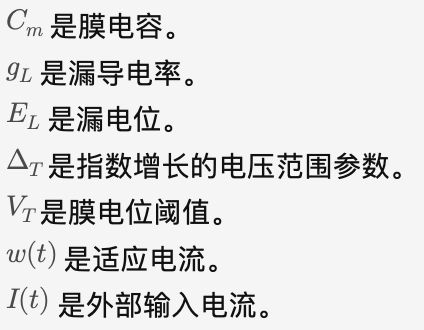 C_m 是膜电容。
g_L 是漏导电率。
E_L 是漏电位。
Δ_T 是指数增长的电压范围参数。
V_T 是膜电位阈值。
w(t) 是适应电流。
I(t) 是外部输入电流。